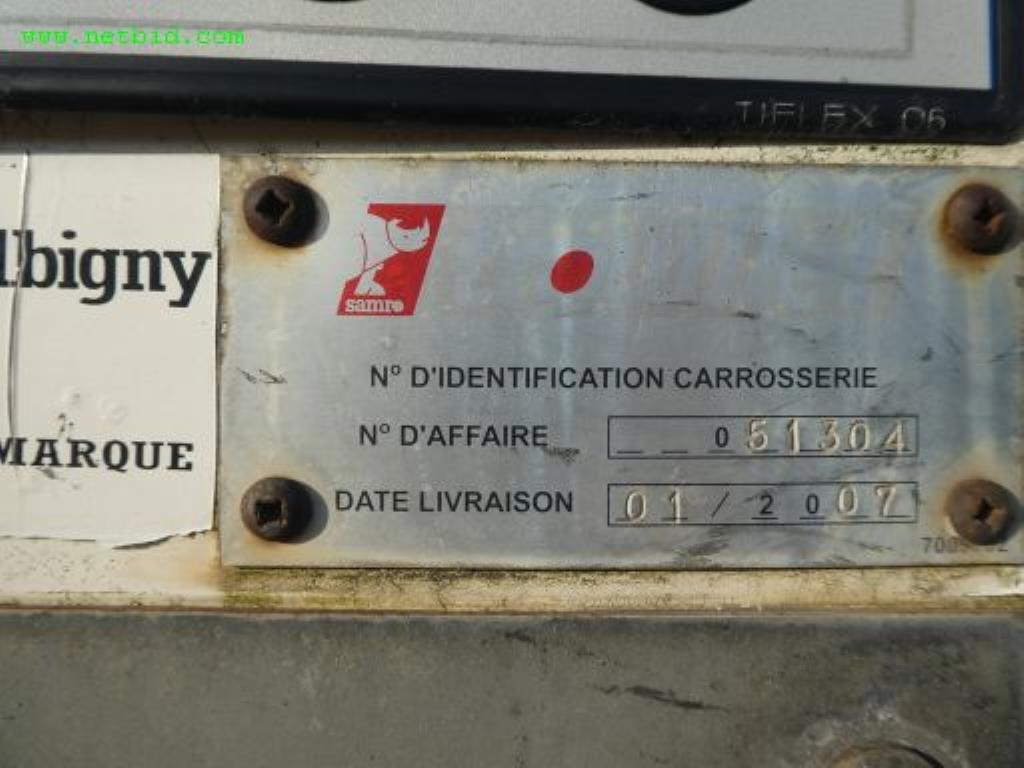 www.netbid.com
TIFLEX 06
lbigny
MARQUE
samro
N° D'IDENTIFICATION CARROSSERIE
N° D'AFFAIRE 051304
DATE LIVRAISON 01/2007